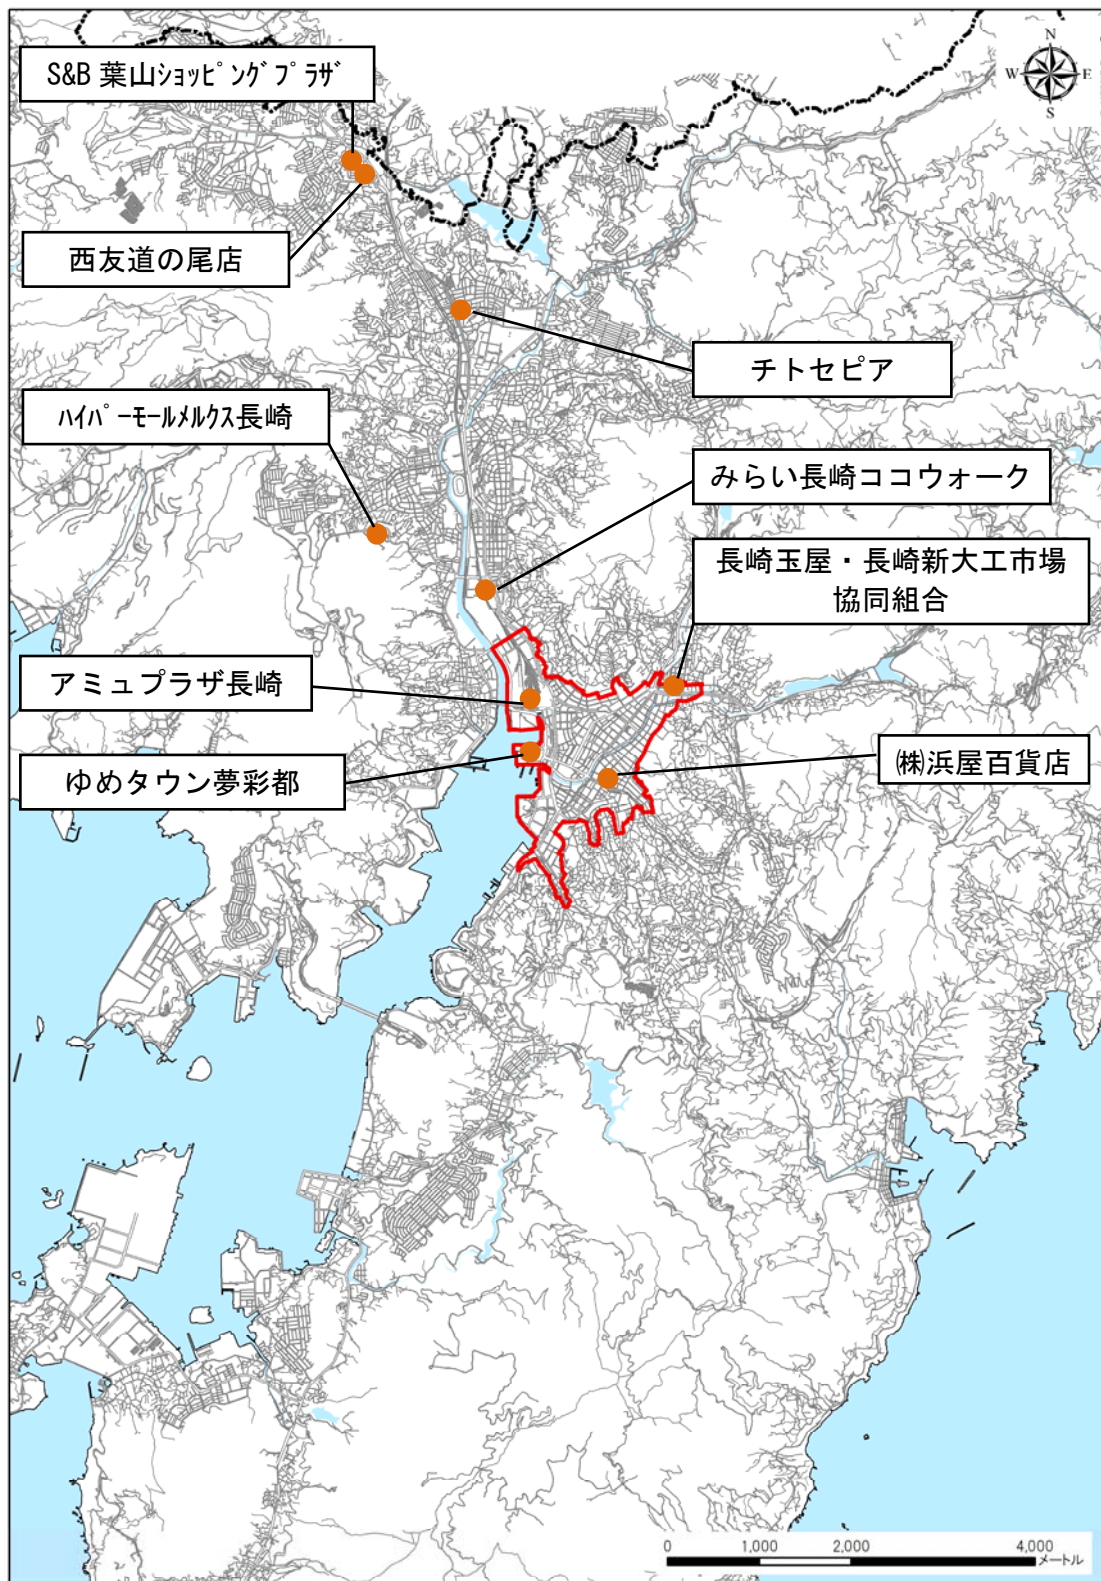 N
W E
S
S&B 葉山ｼｮｯﾋﾟﾝｸﾞﾌﾟﾗｻﾞ
西友道の尾店
チトセピア
ﾊｲﾊﾟｰﾓｰﾙﾒﾙｸｽ長崎
みらい長崎ココウォーク
長崎玉屋・長崎新大工市場
協同組合
アミュプラザ長崎
ゆめタウン夢彩都
㈱浜屋百貨店
0 1,000 2,000 4,000
メートル